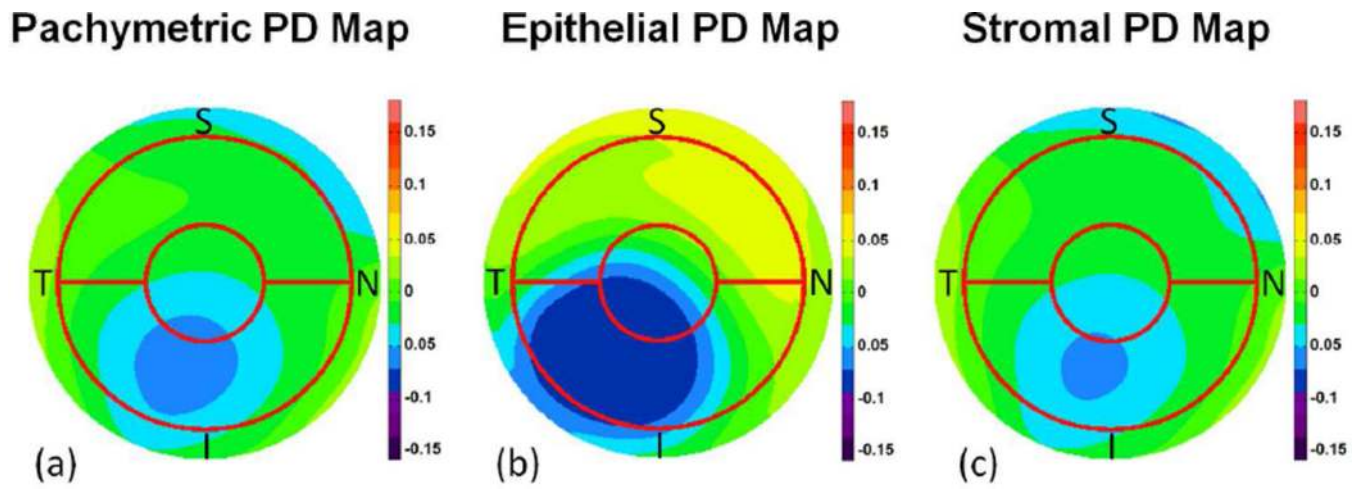 Pachymetric PD Map
Epithelial PD Map
Stromal PD Map
S
T
N
I
0.15
0.1
0.05
0
0.05
-0.1
-0.15
(a)
S
T
N
I
0.15
0.1
0.05
0
0.05
-0.1
-0.15
(b)
S
T
N
I
0.15
0.1
0.05
0
0.05
-0.1
-0.15
(c)